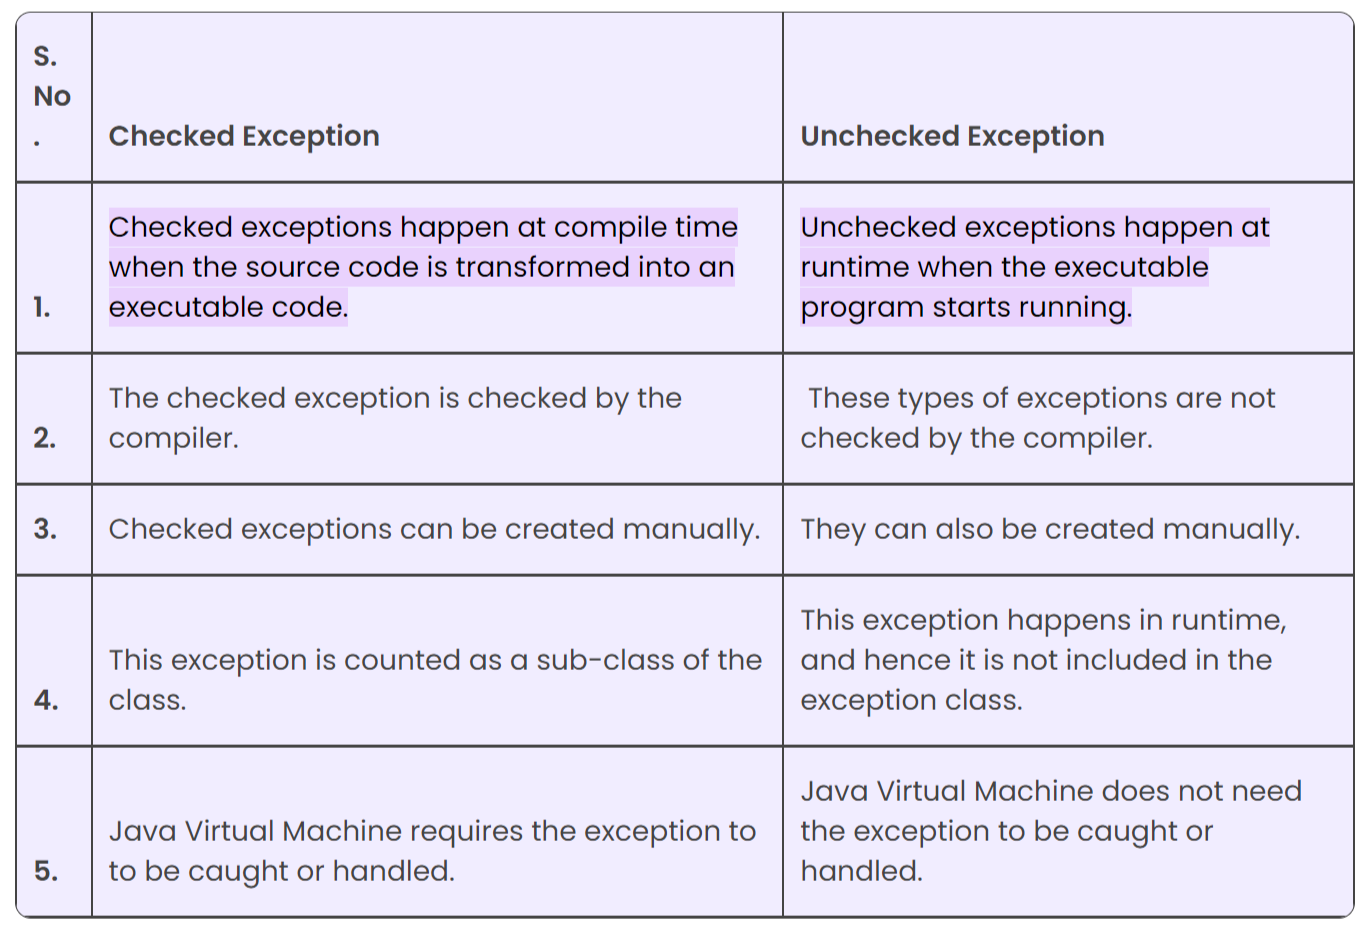 S.
No
.
Checked Exception
Unchecked Exception
1.
Checked exceptions happen at compile time
when the source code is transformed into an
executable code.
Unchecked exceptions happen at
runtime when the executable
program starts running.
2.
The checked exception is checked by the
compiler.
These types of exceptions are not
checked by the compiler.
3.
Checked exceptions can be created manually.
They can also be created manually.
4.
This exception is counted as a sub-class of the
class.
This exception happens in runtime,
and hence it is not included in the
exception class.
5.
Java Virtual Machine requires the exception to
to be caught or handled.
Java Virtual Machine does not need
the exception to be caught or
handled.